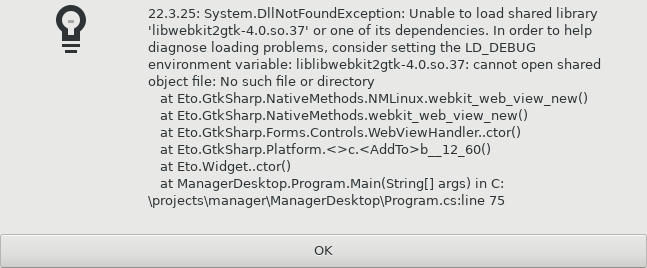 22.3.25: System.DllNotFoundException: Unable to load shared library
'libwebkit2gtk-4.0.so.37' or one of its dependencies. In order to help
diagnose loading problems, consider setting the LD_DEBUG
environment variable: liblibwebkit2gtk-4.0.so.37: cannot open shared
object file: No such file or directory
   at Eto.GtkSharp.NativeMethods.NMLinux.webkit_web_view_new()
   at Eto.GtkSharp.NativeMethods.webkit_web_view_new()
   at Eto.GtkSharp.Forms.Controls.WebViewHandler..ctor()
   at Eto.GtkSharp.Platform.<>c.<AddTo>b__12_60()
   at Eto.Widget..ctor()
   at ManagerDesktop.Program.Main(String[] args) in C:
\projects\manager\ManagerDesktop\Program.cs:line 75
OK